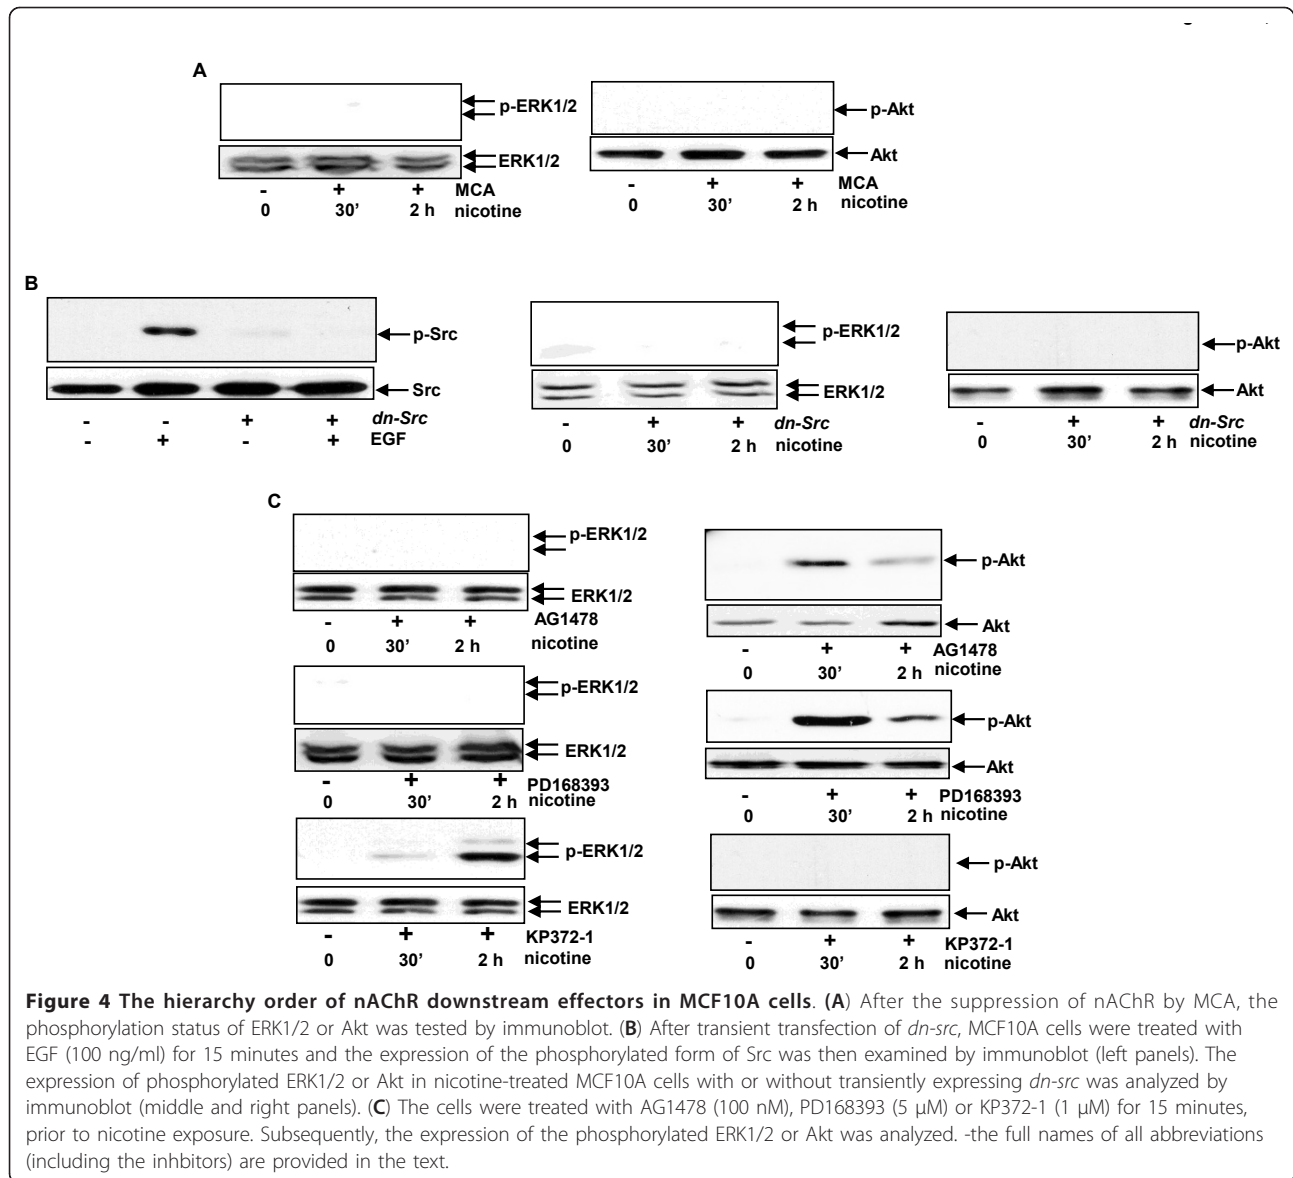 A
p-ERK1/2
ERK1/2
- + + MCA
0 30' 2 h nicotine
p-Akt
Akt
- + + MCA
0 30' 2 h nicotine
B
p-Src
Src
- - + + dn-Src
- + - + EGF
p-ERK1/2
ERK1/2
- + + dn-Src
0 30' 2 h nicotine
p-Akt
Akt
- + + dn-Src
0 30' 2 h nicotine
C
p-ERK1/2
ERK1/2
- + + AG1478
0 30' 2 h nicotine
p-Akt
Akt
- + + AG1478
0 30' 2 h nicotine
p-ERK1/2
ERK1/2
- + + PD168393
0 30' 2 h nicotine
p-Akt
Akt
- + + PD168393
0 30' 2 h nicotine
p-ERK1/2
ERK1/2
- + + KP372-1
0 30' 2 h nicotine
p-Akt
Akt
- + + KP372-1
0 30' 2 h nicotine
Figure 4 The hierarchy order of nAChR downstream effectors in MCF10A cells. (A) After the suppression of nAChR by MCA, the
phosphorylation status of ERK1/2 or Akt was tested by immunoblot. (B) After transient transfection of dn-src, MCF10A cells were treated with
EGF (100 ng/ml) for 15 minutes and the expression of the phosphorylated form of Src was then examined by immunoblot (left panels). The
expression of phosphorylated ERK1/2 or Akt in nicotine-treated MCF10A cells with or without transiently expressing dn-src was analyzed by
immunoblot (middle and right panels). (C) The cells were treated with AG1478 (100 nM), PD168393 (5 μM) or KP372-1 (1 μM) for 15 minutes,
prior to nicotine exposure. Subsequently, the expression of the phosphorylated ERK1/2 or Akt was analyzed. -the full names of all abbreviations
(including the inhbitors) are provided in the text.